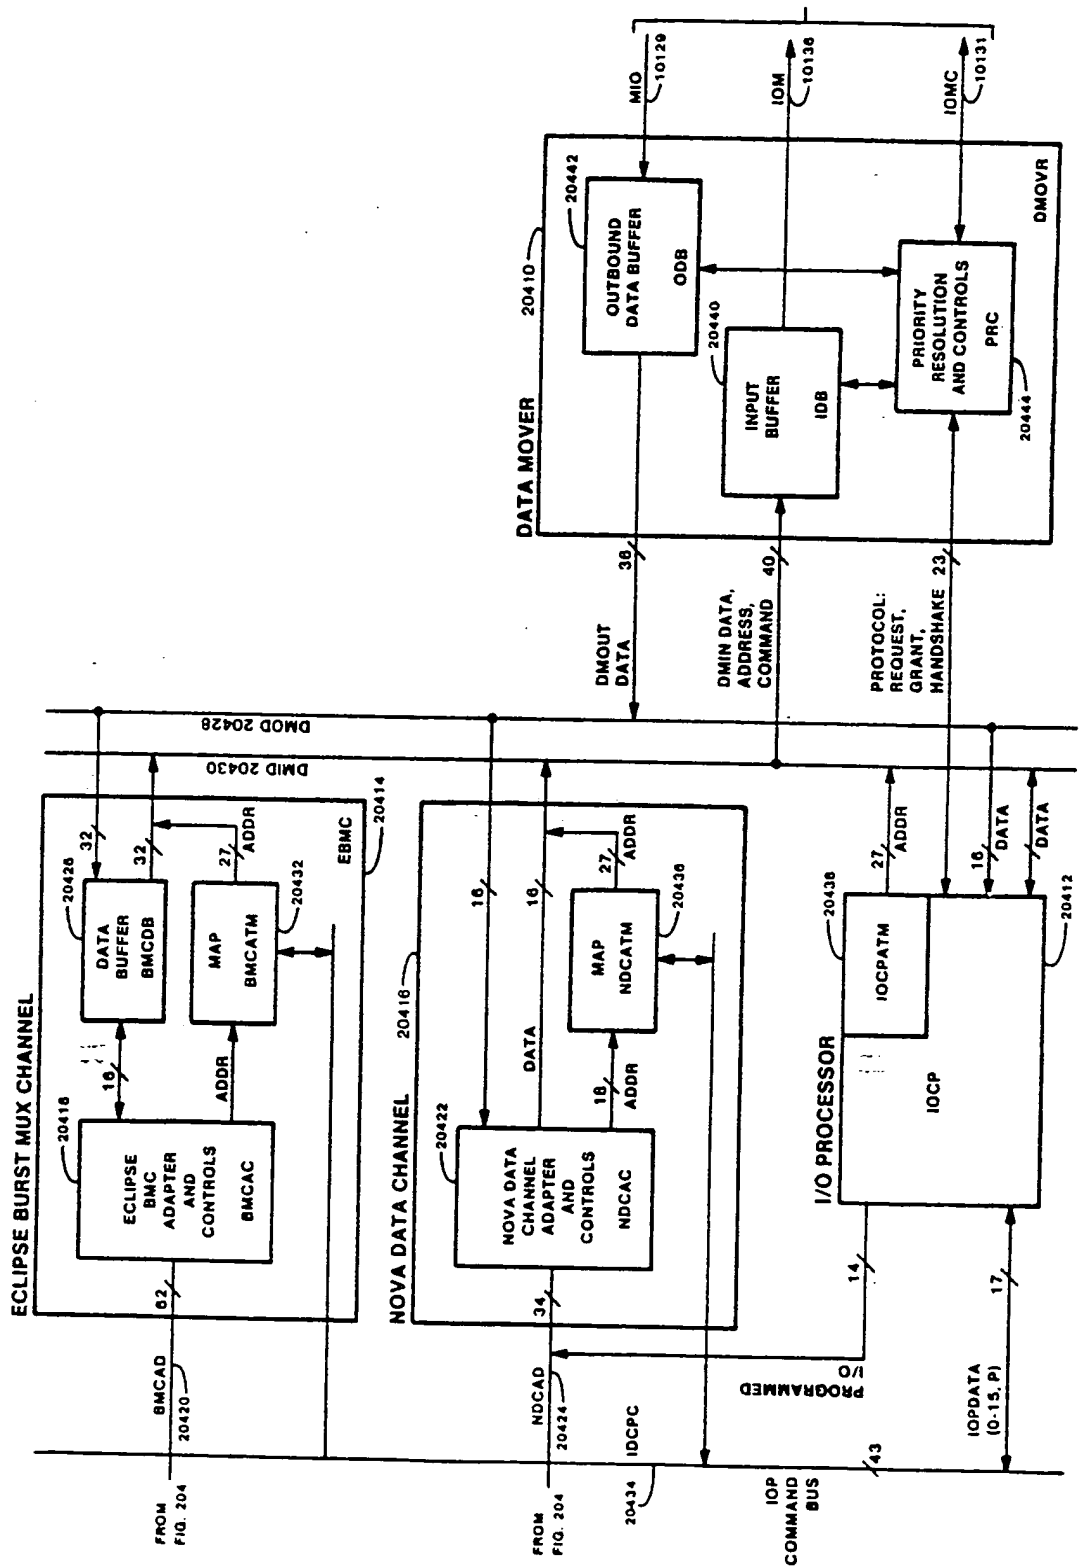 ECLIPSE BURST MUX CHANNEL
FROM
FIG. 204
BMCAD
20420
62
20418
ECLIPSE
BMC
ADAPTER
AND
CONTROLS
BMCAC
16
ADDR
20426
DATA
BUFFER
BMCDB
MAP
BMCATM
20432
32
32
27
ADDR
EBMC
20414
DMID 20430
DMOD 20428
NOVA DATA CHANNEL
20416
FROM
FIG. 204
NDCAD
20424
34
20422
NOVA DATA
CHANNEL
ADAPTER
AND
CONTROLS
NDCAC
16
DATA
16
18
ADDR
MAP
NDCATM
20436
27
ADDR
IDCPC
20434
PROGRAMMED
I/O
14
I/O PROCESSOR
IOCP
IOCPATM
20438
27
ADDR
16
DATA
DATA
20412
IOP
COMMAND
BUS
43
IOPDATA
(0-15, P)
17
DATA MOVER
20410
DMOUT
DATA
36
DMIN DATA,
ADDRESS,
COMMAND
40
PROTOCOL:
REQUEST,
GRANT,
HANDSHAKE
23
OUTBOUND
DATA BUFFER
ODB
20442
INPUT
BUFFER
IDB
20440
PRIORITY
RESOLUTION
AND CONTROLS
PRC
20444
DMOVR
MIO
10129
IOM
10136
IOMC
10131